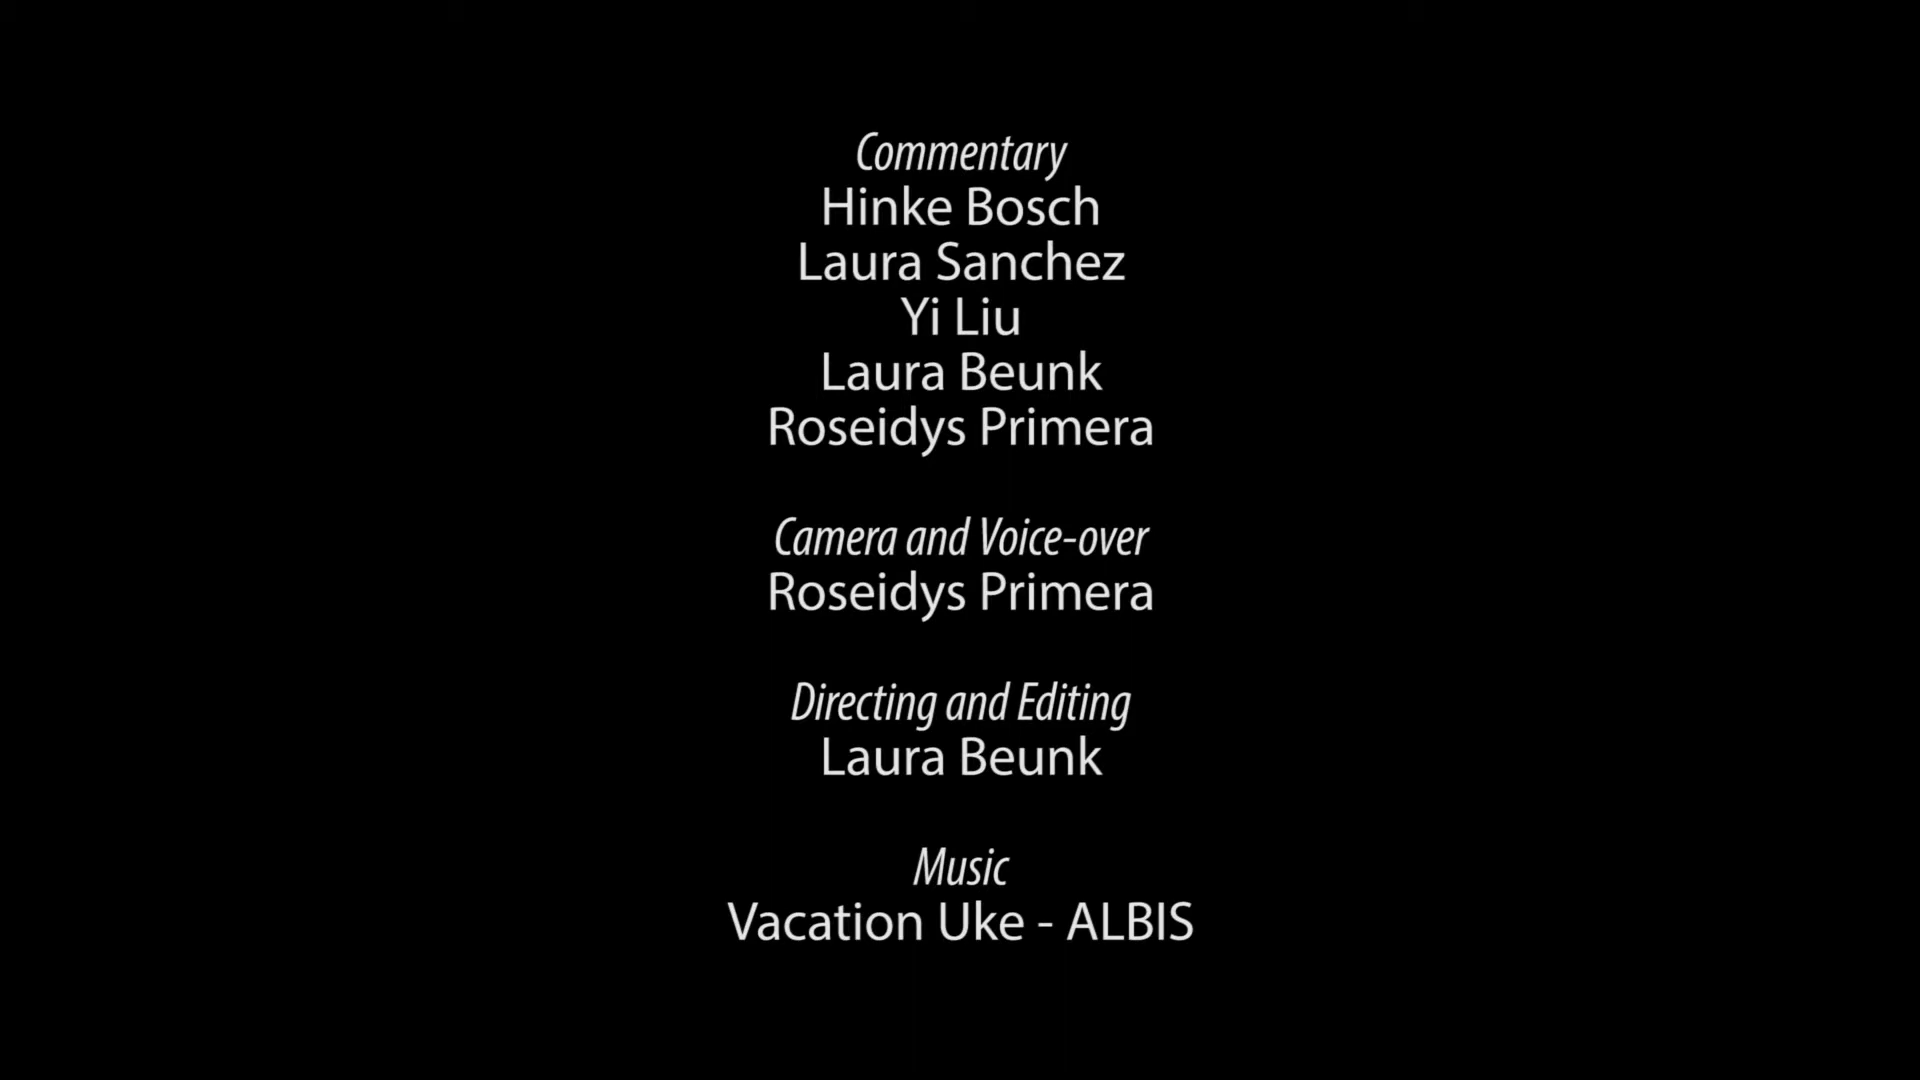 Commentary
Hinke Bosch
Laura Sanchez
Yi Liu
Laura Beunk
Roseidys Primera
Camera and Voice-over
Roseidys Primera
Directing and Editing
Laura Beunk
Music
Vacation Uke - ALBIS